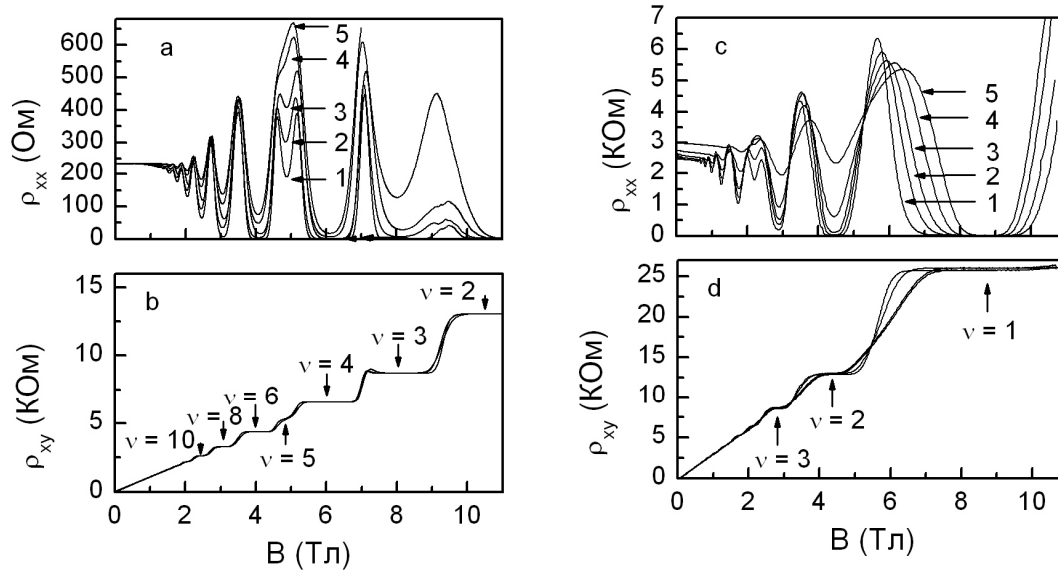 a
ρxx (Ом)
600
500
400
300
200
100
0
5
4
3
2
1
b
ρxy (КОм)
15
10
5
0
ν = 10
ν = 8
ν = 6
ν = 5
ν = 4
ν = 3
ν = 2
0 2 4 6 8 10
B (Тл)
c
ρxx (КОм)
7
6
5
4
3
2
1
0
5
4
3
2
1
d
ρxy (КОм)
25
20
15
10
5
0
ν = 3
ν = 2
ν = 1
0 2 4 6 8 10
B (Тл)